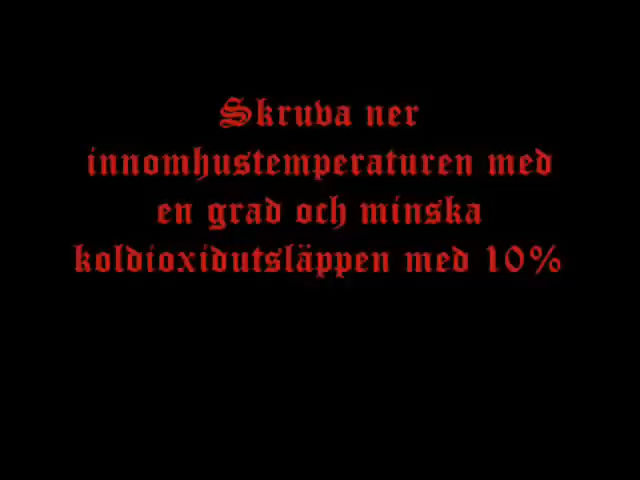 Skruva ner
innomhustemperaturen med
en grad och minska
koldioxidutsläppen med 10%